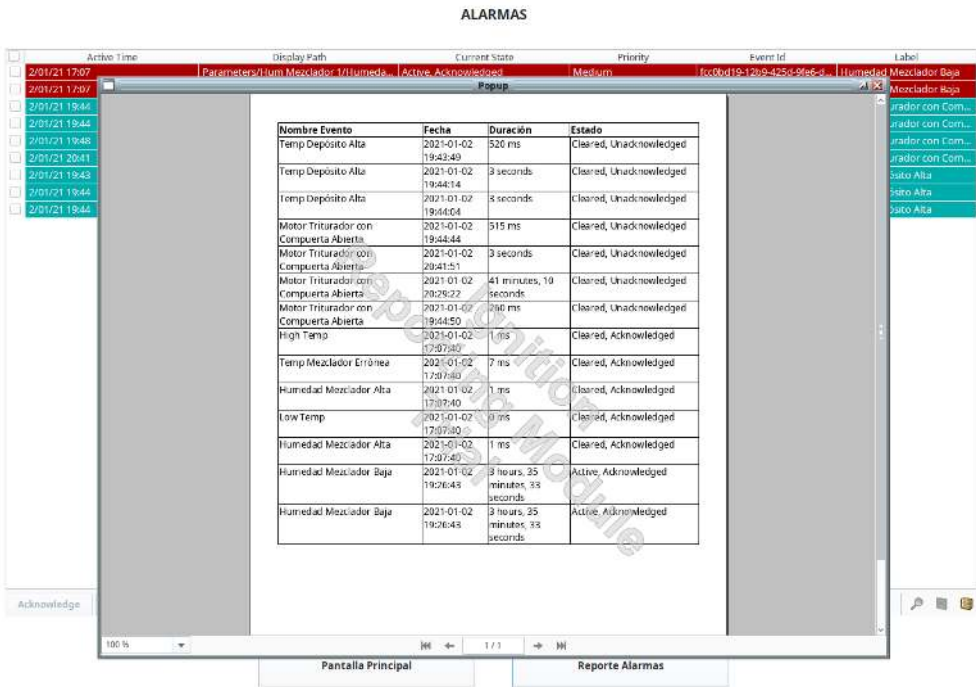 ALARMAS
Active Time Display Path Current State Priority Event Id Label
2/01/21 17:07 Parameters/Hum Mezclador 1/Humeda... Active, Acknowledged Medium fcc0bd19-12b9-425d-9fe6-d... Humedad Mezclador Baja
2/01/21 17:07 Popup Mezclador Baja
2/01/21 19:44 urador con Com...
2/01/21 19:44 urador con Com...
2/01/21 19:48 urador con Com...
2/01/21 20:41 urador con Com...
2/01/21 19:43 ósito Alta
2/01/21 19:44 ósito Alta
2/01/21 19:44 ósito Alta
Nombre Evento Fecha Duración Estado
Temp Depósito Alta 2021-01-02 520 ms Cleared, Unacknowledged
19:43:49
Temp Depósito Alta 2021-01-02 3 seconds Cleared, Unacknowledged
19:44:14
Temp Depósito Alta 2021-01-02 3 seconds Cleared, Unacknowledged
19:44:04
Motor Triturador con 2021-01-02 515 ms Cleared, Unacknowledged
Compuerta Abierta 19:44:44
Motor Triturador con 2021-01-02 3 seconds Cleared, Unacknowledged
Compuerta Abierta 20:41:51
Motor Triturador con 2021-01-02 41 minutes, 10 Cleared, Unacknowledged
Compuerta Abierta 20:29:22 seconds
Motor Triturador con 2021-01-02 260 ms Cleared, Unacknowledged
Compuerta Abierta 19:44:50
High Temp 2021-01-02 1 ms Cleared, Acknowledged
17:07:40
Temp Mezclador Errónea 2021-01-02 7 ms Cleared, Acknowledged
17:07:40
Humedad Mezclador Alta 2021-01-02 1 ms Cleared, Acknowledged
17:07:40
Low Temp 2021-01-02 0 ms Cleared, Acknowledged
17:07:40
Humedad Mezclador Alta 2021-01-02 1 ms Cleared, Acknowledged
17:07:40
Humedad Mezclador Baja 2021-01-02 3 hours, 35 Active, Acknowledged
19:26:43 minutes, 33
seconds
Humedad Mezclador Baja 2021-01-02 3 hours, 35 Active, Acknowledged
19:26:43 minutes, 33
seconds
Ignition
Reporting Module
Trial
Acknowledge
100 % 1 / 1
Pantalla Principal Reporte Alarmas